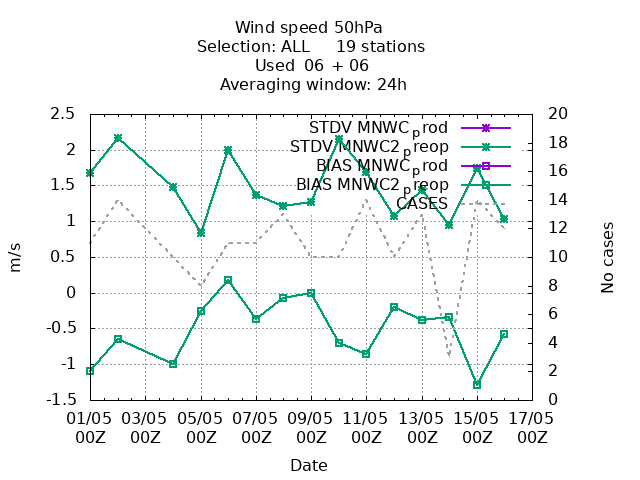 Wind speed 50hPa
Selection: ALL 19 stations
Used 06 + 06
Averaging window: 24h
2.5
2
1.5
1
0.5
0
-0.5
-1
-1.5
m/s
20
18
16
14
12
10
8
6
4
2
0
No cases
STDV MNWC_prod
STDV MNWC2_preop
BIAS MNWC_prod
BIAS MNWC2_preop
CASES
01/05 03/05 05/05 07/05 09/05 11/05 13/05 15/05 17/05
00Z 00Z 00Z 00Z 00Z 00Z 00Z 00Z 00Z
Date